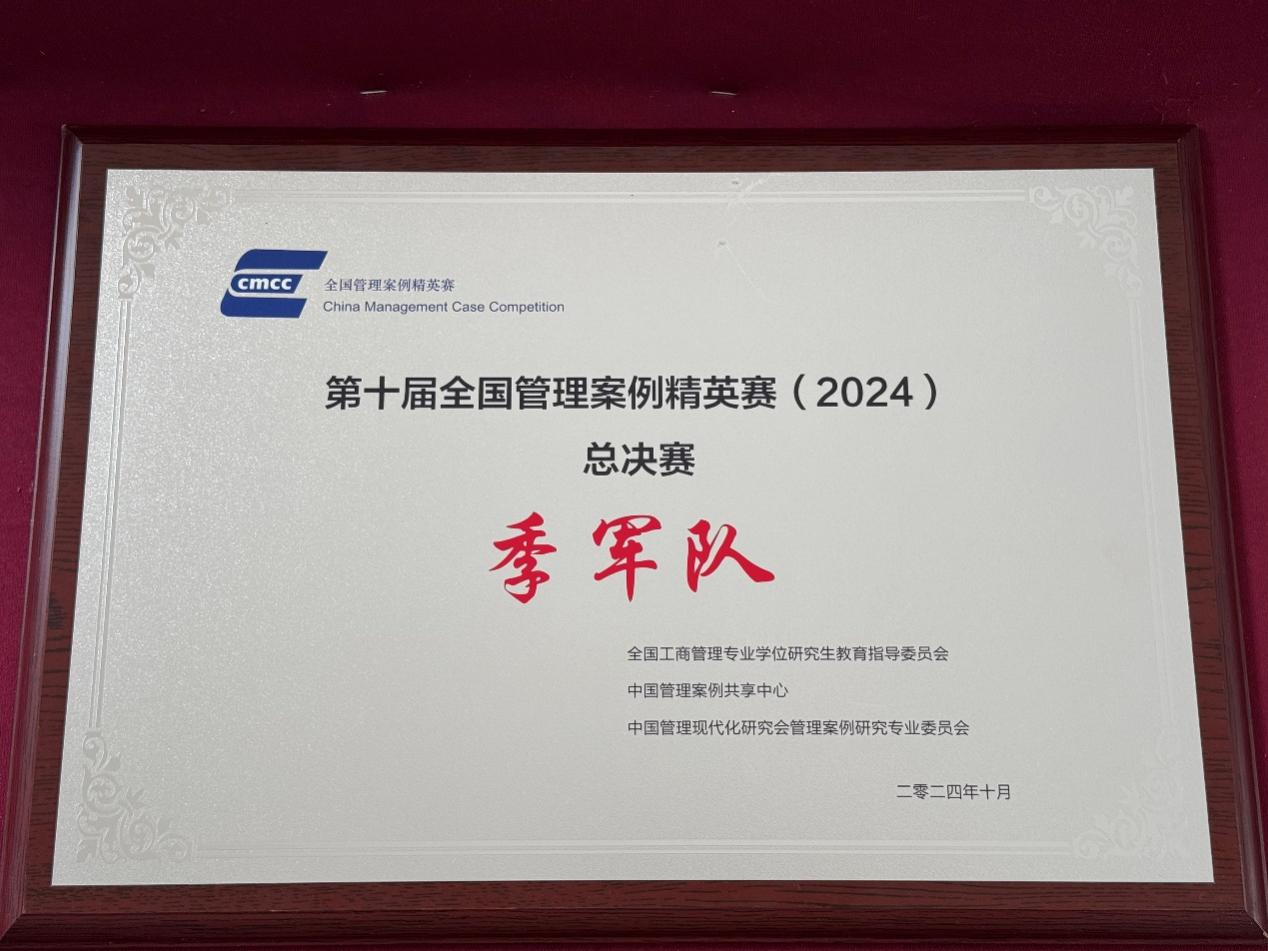 cmcc
全国管理案例精英赛
China Management Case Competition
第十届全国管理案例精英赛（2024）
总决赛
季军队
全国工商管理专业学位研究生教育指导委员会
中国管理案例共享中心
中国管理现代化研究会管理案例研究专业委员会
二零二四年十月